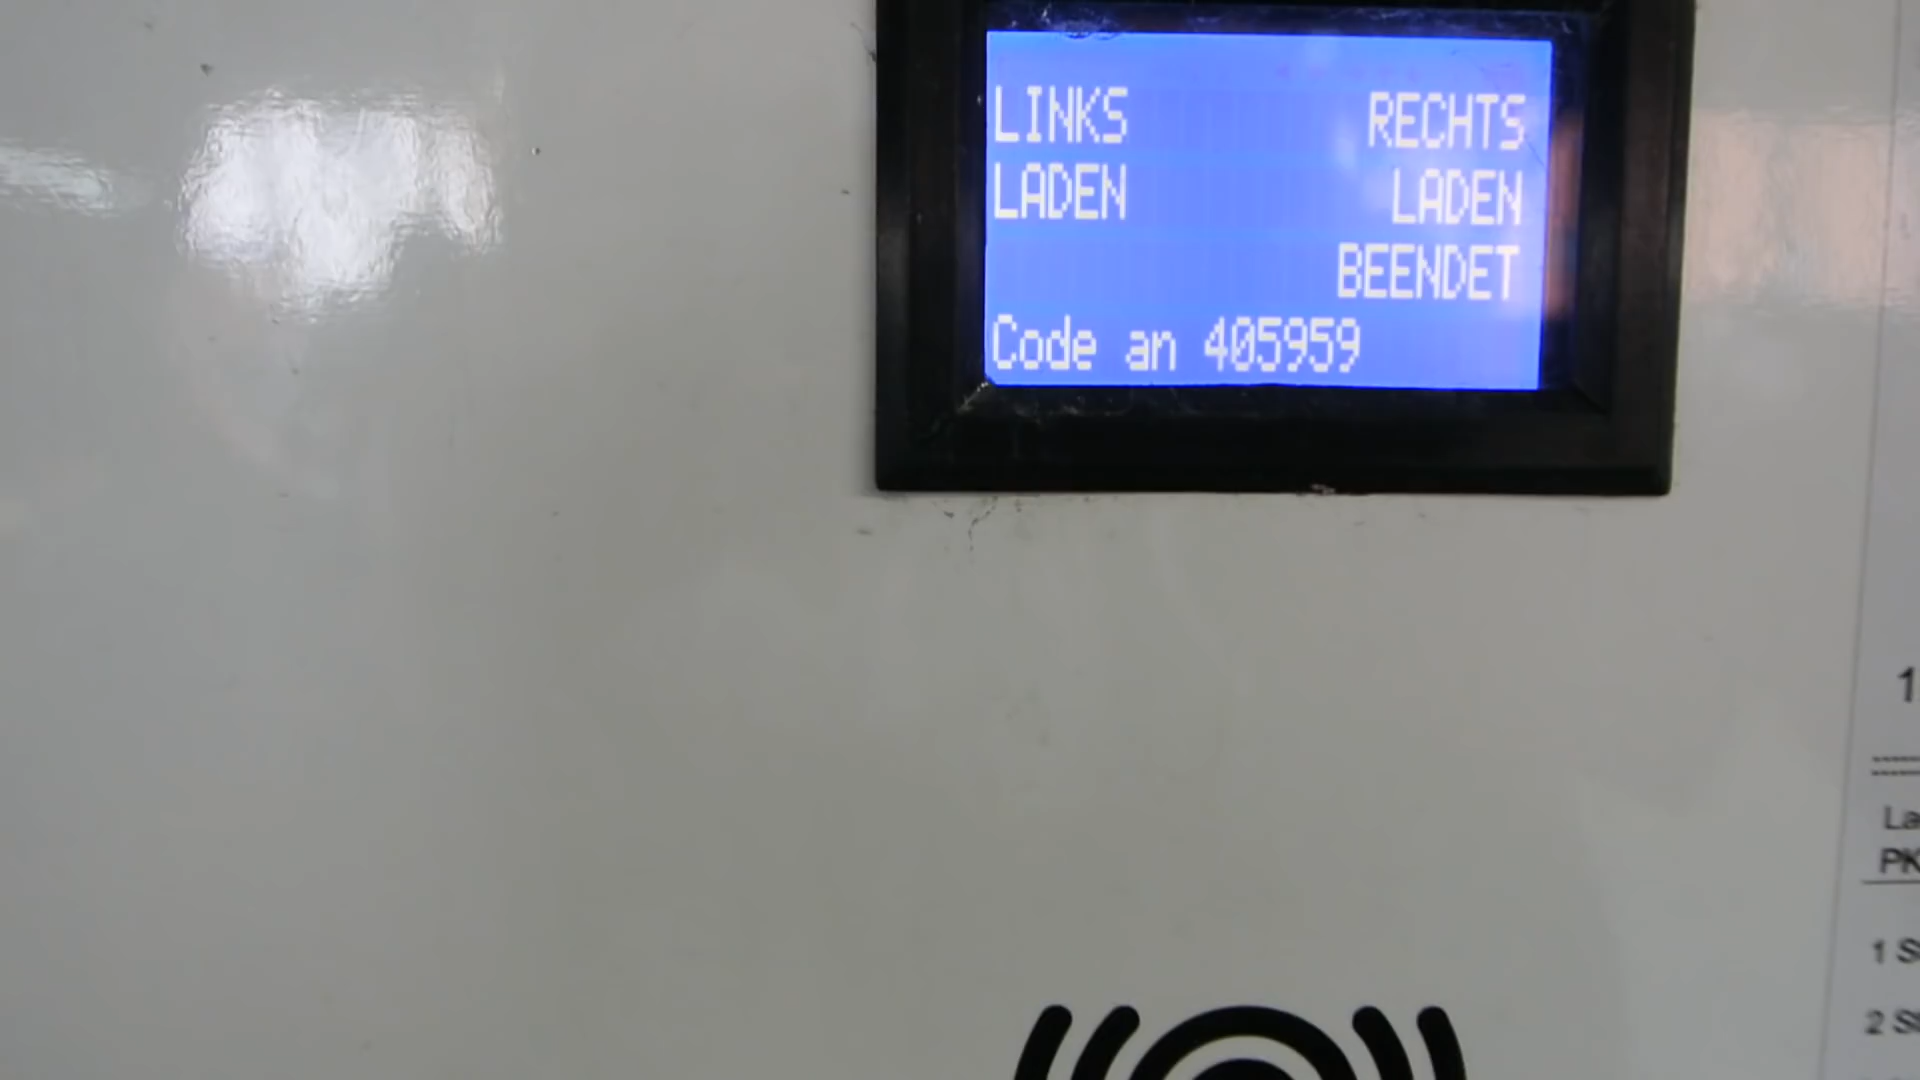 LINKS RECHTS
LADEN LADEN
BEENDET
Code an 405959
1
1
2